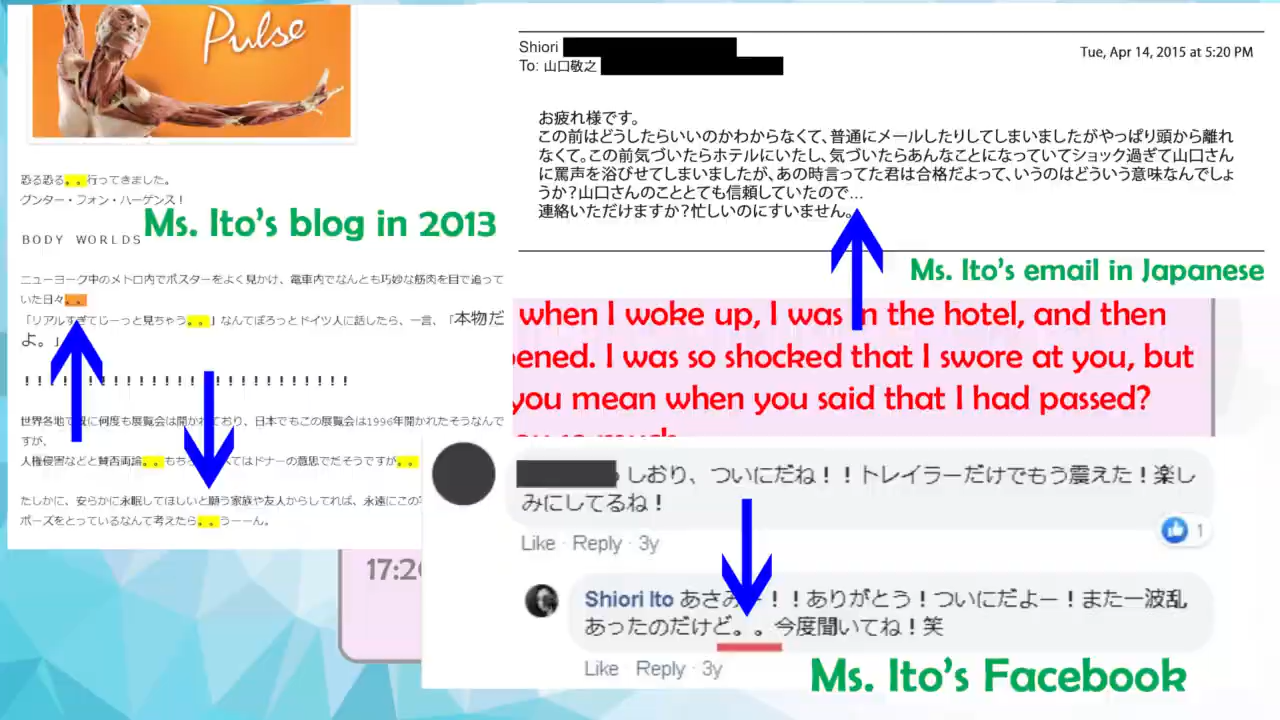 Pulse
恐る恐る。。行ってきました。
グンター・フォン・ハーゲンス！
Ms. Ito's blog in 2013
BODY WORLDS
ニューヨーク中のメトロ内でポスターをよく見かけ、電車内でなんとも巧妙な筋肉を目で追って
いた日々。。
「リアルすぎてじーっと見ちゃう。。」なんてぽろっとドイツ人に話したら、一言、「本物だ
よ。」
！！！！！！！！！！！！！！！！！！！！！！！！
世界各地で既に何度も展覧会は開かれており、日本でもこの展覧会は1996年開かれたそうなんで
すが、
人権侵害などと賛否両論。。もちろ てはドナーの意思でだそうですが。。
たしかに、安らかに永眠してほしいと願う家族や友人からしてれば、永遠にこの
ポーズをとっているなんて考えたら。。うーーん。
Shiori
Tue, Apr 14, 2015 at 5:20 PM
To: 山口敬之
お疲れ様です。
この前はどうしたらいいのかわからなくて、普通にメールしたりしてしまいましたがやっぱり頭から離れ
なくて。この前気づいたらホテルにいたし、気づいたらあんなことになっていてショック過ぎて山口さん
に罵声を浴びせてしまいましたが、あの時言ってた君は合格だよって、いうのはどういう意味なんでしょ
うか？山口さんのこととても信頼していたので…
連絡いただけますか？忙しいのにすいません。
Ms. Ito's email in Japanese
when I woke up, I was in the hotel, and then
pened. I was so shocked that I swore at you, but
you mean when you said that I had passed?
しおり、ついにだね！！トレイラーだけでもう震えた！楽し
みにしてるね！
1
Like · Reply · 3y
Shiori Ito あさみー！！ありがとう！ついにだよー！また一波乱
あったのだけど。。今度聞いてね！笑
Like Reply · 3y
17:20
Ms. Ito's Facebook